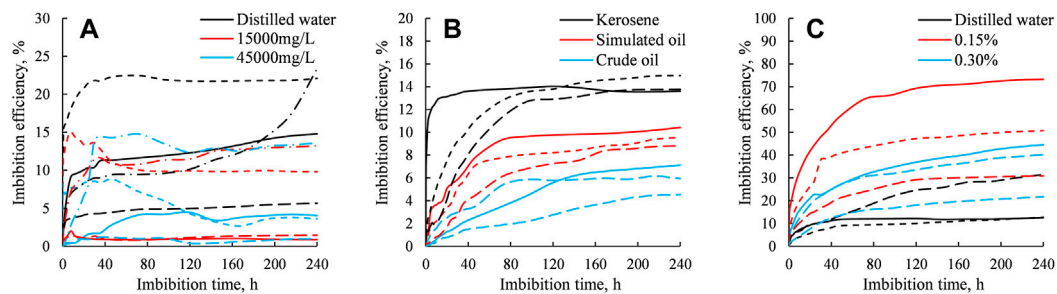 A
Distilled water
15000mg/L
45000mg/L
Imbibition efficiency, %
30
25
20
15
10
5
0
0 40 80 120 160 200 240
Imbibition time, h
B
Kerosene
Simulated oil
Crude oil
Imbibition efficiency, %
20
18
16
14
12
10
8
6
4
2
0
0 40 80 120 160 200 240
Imbibition time, h
C
Distilled water
0.15%
0.30%
Imbibition efficiency, %
100
90
80
70
60
50
40
30
20
10
0
0 40 80 120 160 200 240
Imbibition time, h